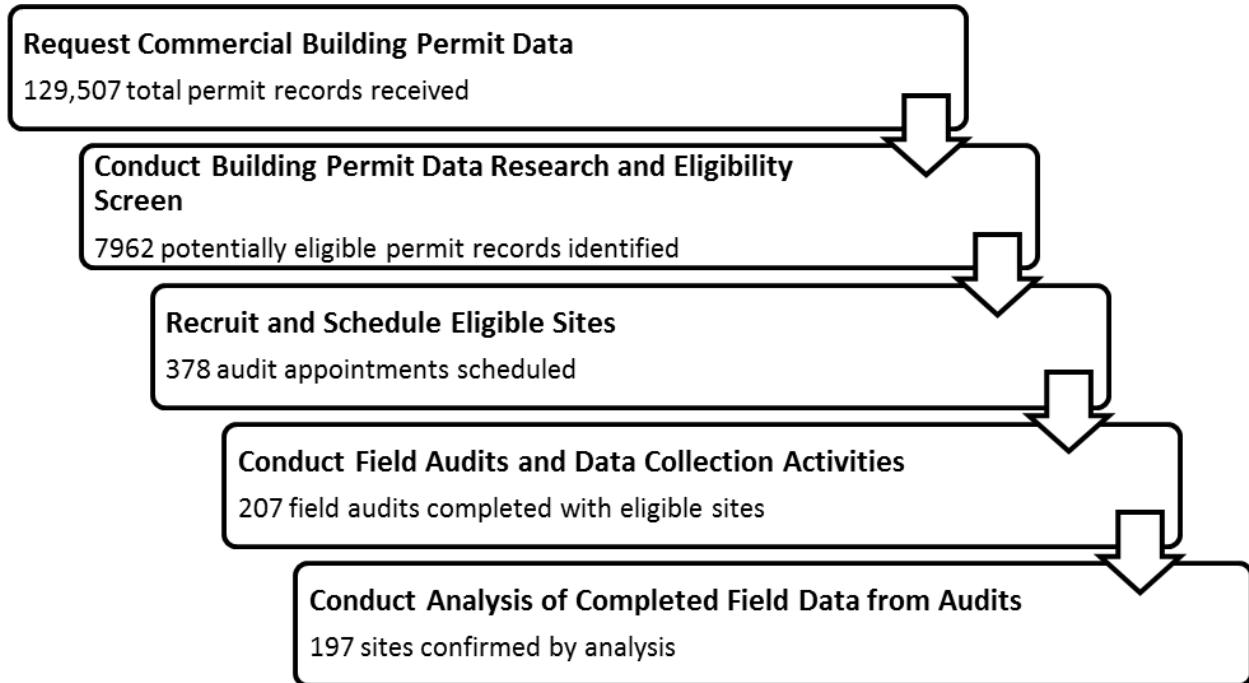 Request Commercial Building Permit Data
129,507 total permit records received
Conduct Building Permit Data Research and Eligibility
Screen
7962 potentially eligible permit records identified
Recruit and Schedule Eligible Sites
378 audit appointments scheduled
Conduct Field Audits and Data Collection Activities
207 field audits completed with eligible sites
Conduct Analysis of Completed Field Data from Audits
197 sites confirmed by analysis